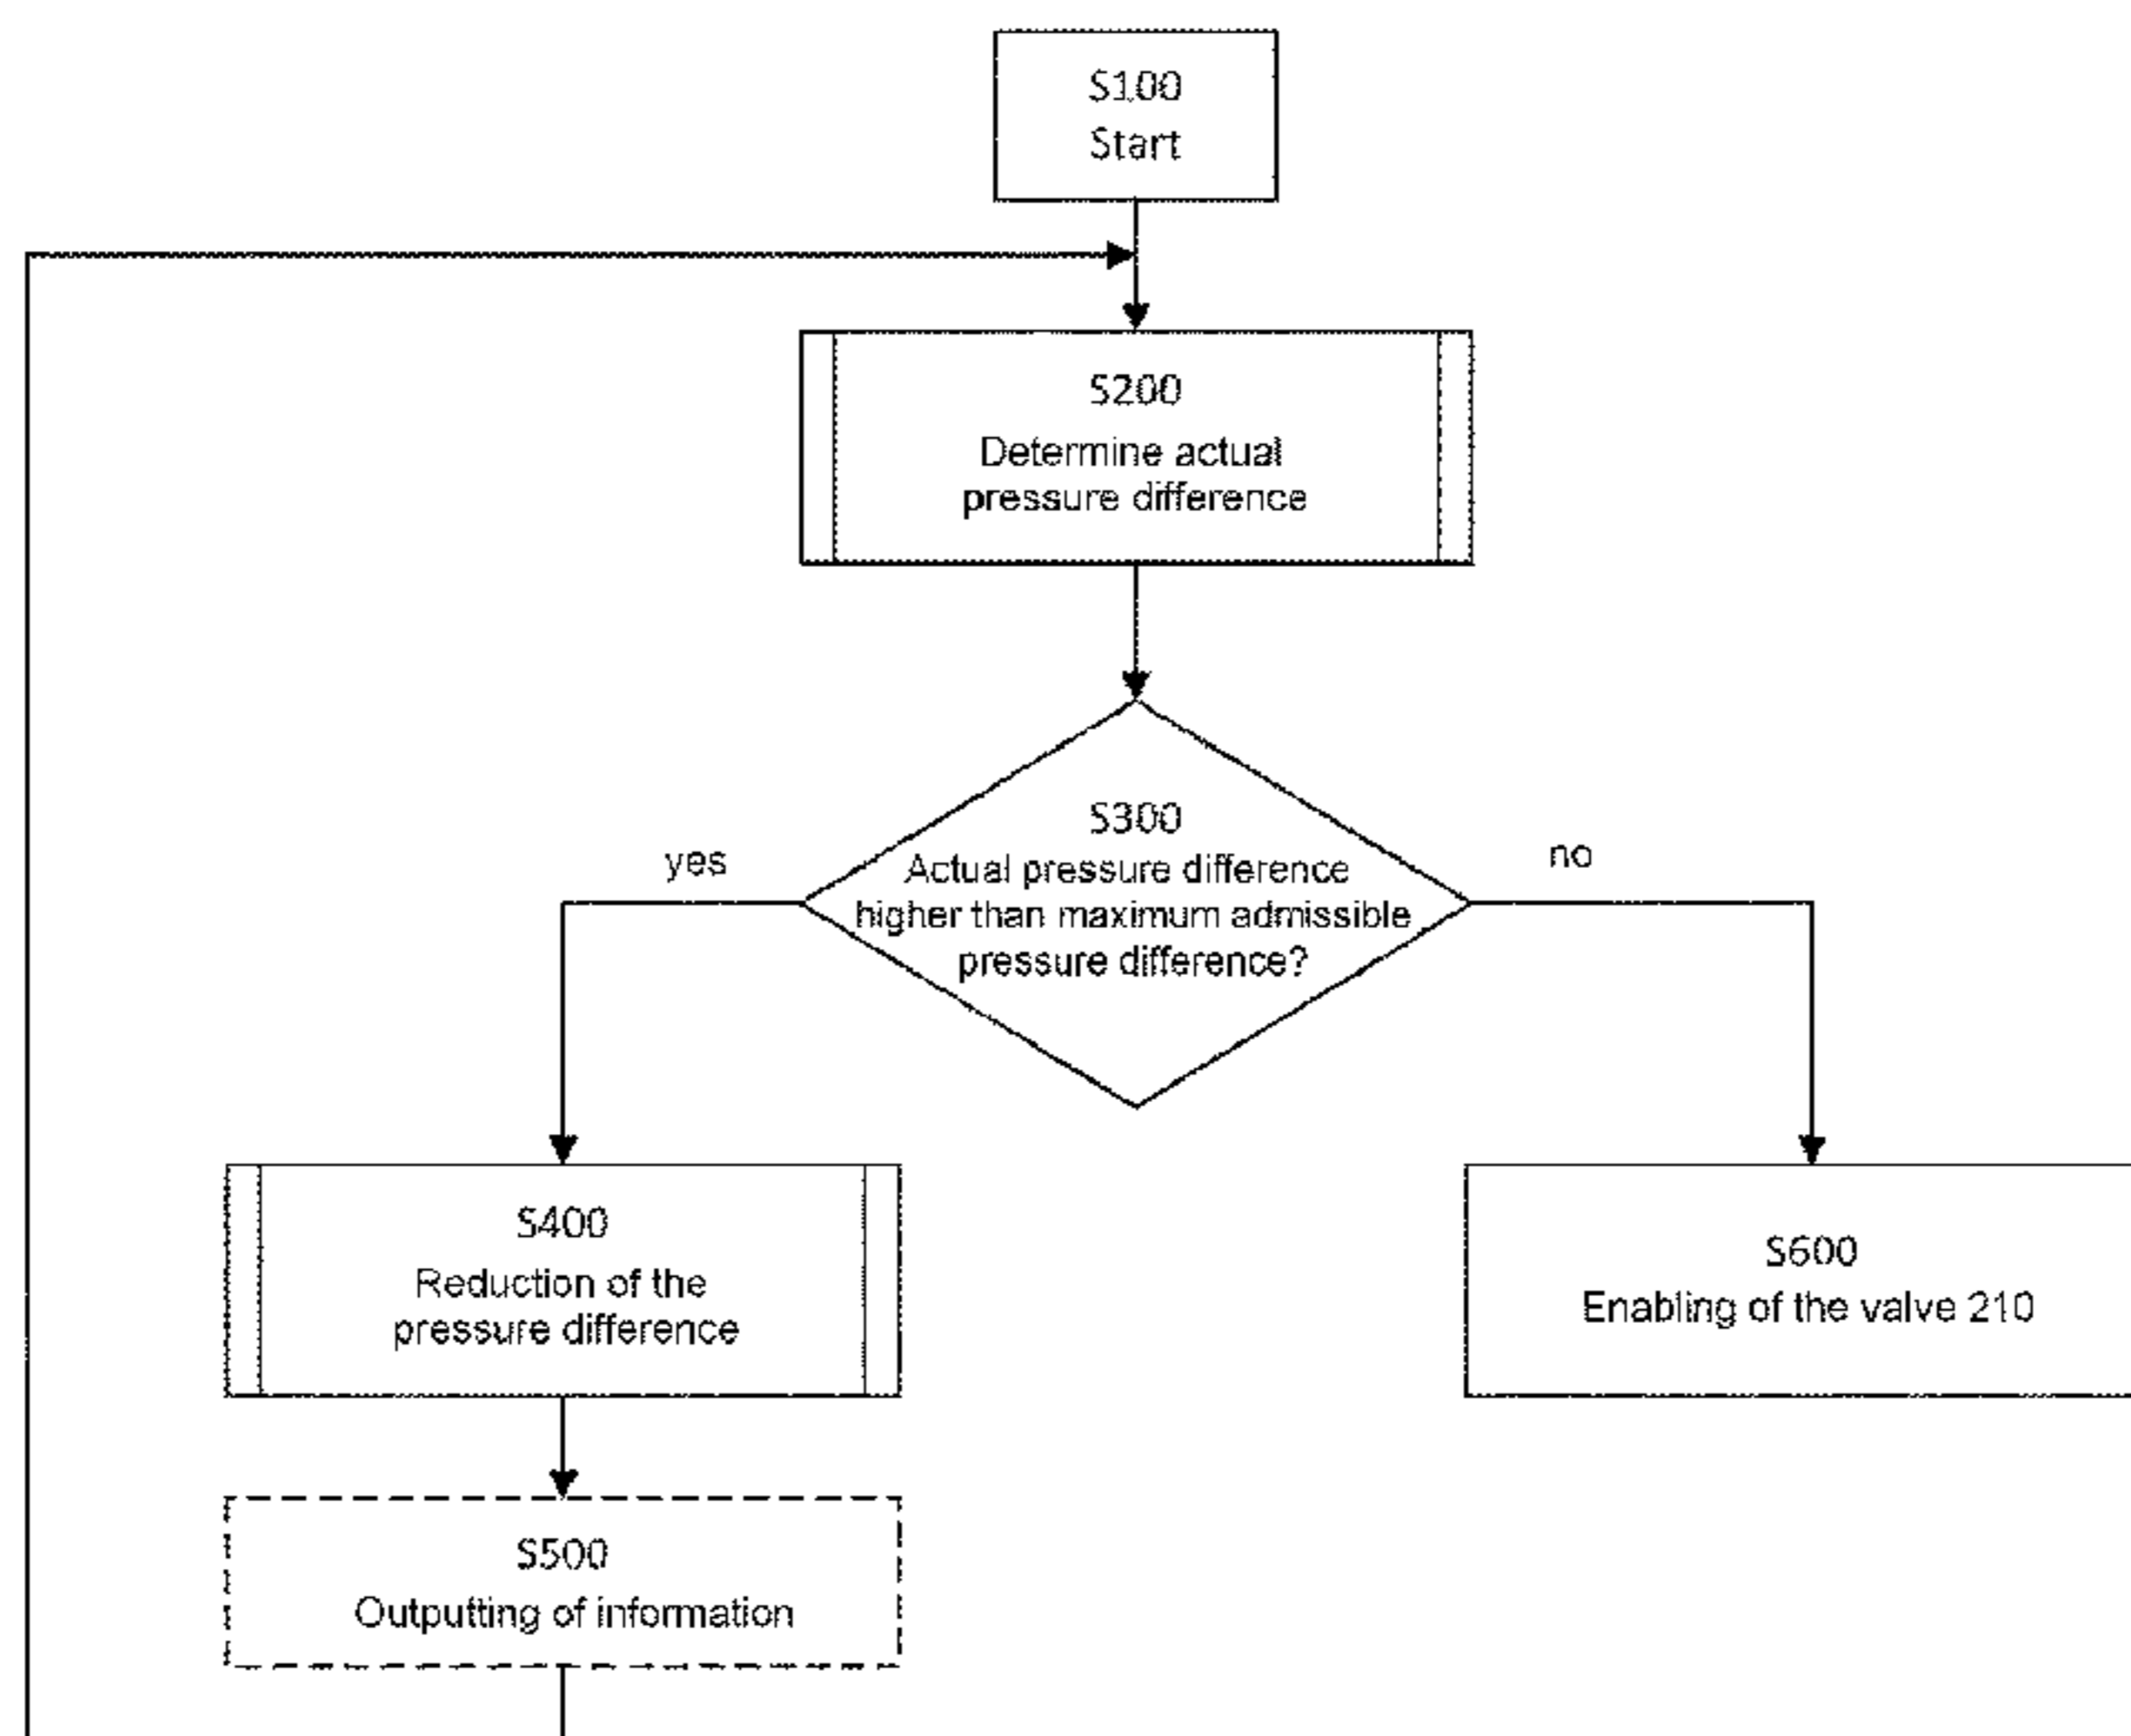 S100
Start
S200
Determine actual
pressure difference
S300
Actual pressure difference
higher than maximum admissible
pressure difference?
yes
no
S400
Reduction of the
pressure difference
S600
Enabling of the valve 210
S500
Outputting of information